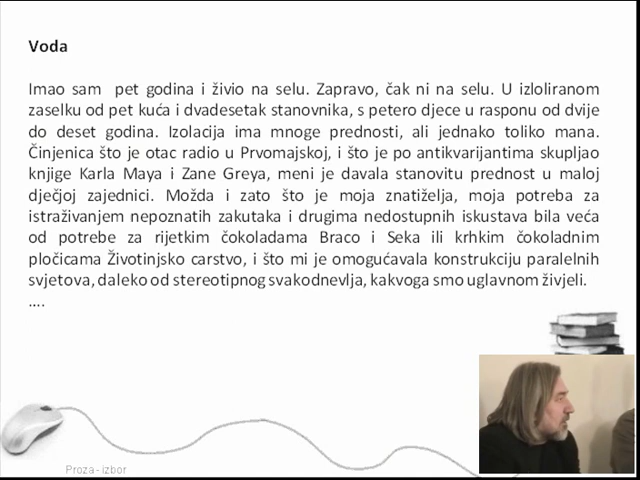 Voda
Imao sam pet godina i živio na selu. Zapravo, čak ni na selu. U izloliranom
zaselku od pet kuća i dvadesetak stanovnika, s petero djece u rasponu od dvije
do deset godina. Izolacija ima mnoge prednosti, ali jednako toliko mana.
Činjenica što je otac radio u Prvomajskoj, i što je po antikvarijantima skupljao
knjige Karla Maya i Zane Greya, meni je davala stanovitu prednost u maloj
dječjoj zajednici. Možda i zato što je moja znatiželja, moja potreba za
istraživanjem nepoznatih zakutaka i drugima nedostupnih iskustava bila veća
od potrebe za rijetkim čokoladama Braco i Seka ili krhkim čokoladnim
pločicama Životinjsko carstvo, i što mi je omogućavala konstrukciju paralelnih
svjetova, daleko od stereotipnog svakodnevlja, kakvoga smo uglavnom živjeli.
....
Proza - izbor